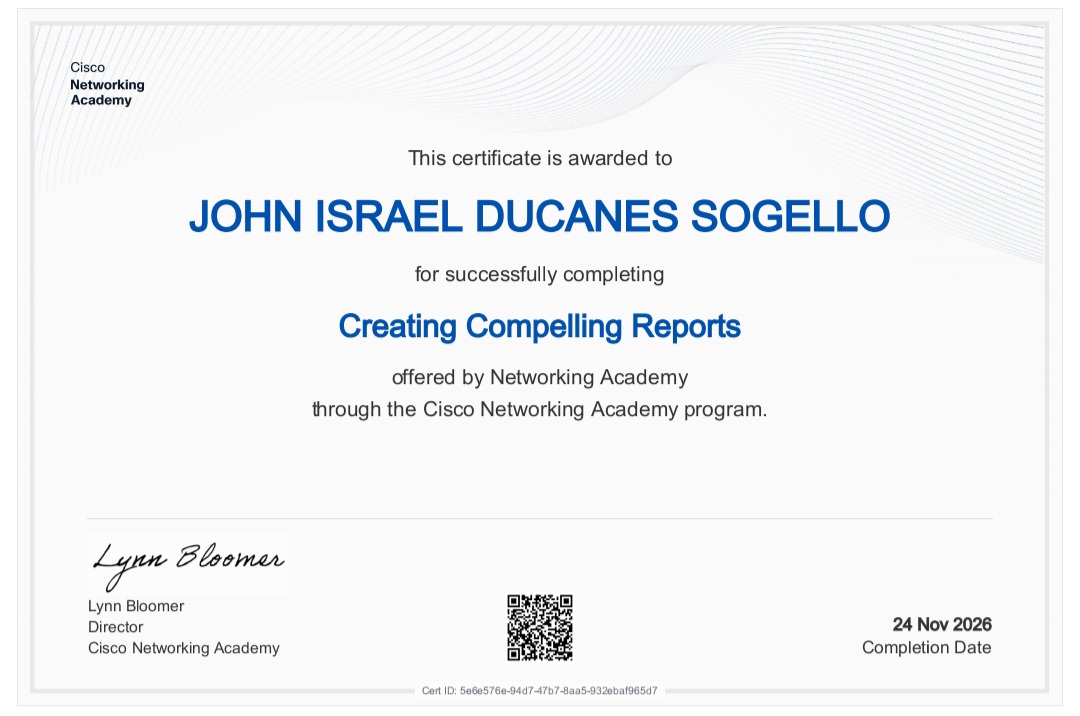 Cisco
Networking
Academy
This certificate is awarded to
JOHN ISRAEL DUCANES SOGELLO
for successfully completing
Creating Compelling Reports
offered by Networking Academy
through the Cisco Networking Academy program.
Lynn Bloomer
Lynn Bloomer
Director
Cisco Networking Academy
24 Nov 2026
Completion Date
Cert ID: 5e6e576e-94d7-47b7-8aa5-932ebaf965d7